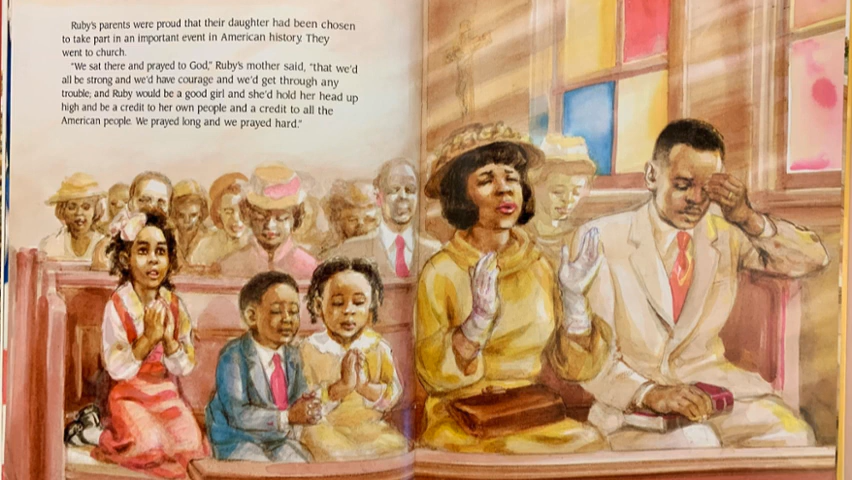 Ruby's parents were proud that their daughter had been chosen
to take part in an important event in American history. They
went to church.
"We sat there and prayed to God," Ruby's mother said, "that we'd
all be strong and we'd have courage and we'd get through any
trouble; and Ruby would be a good girl and she'd hold her head up
high and be a credit to her own people and a credit to all the
American people. We prayed long and we prayed hard."